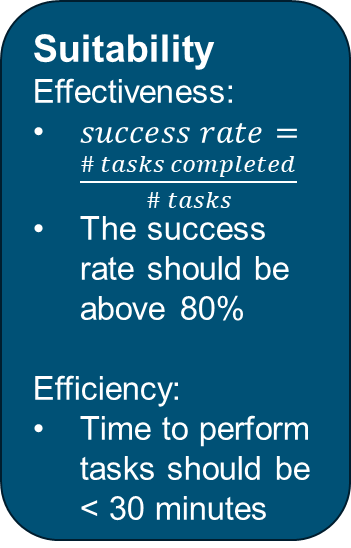 Suitability
Effectiveness:
• success rate =
# tasks completed
# tasks
• The success
rate should be
above 80%
Efficiency:
• Time to perform
tasks should be
< 30 minutes